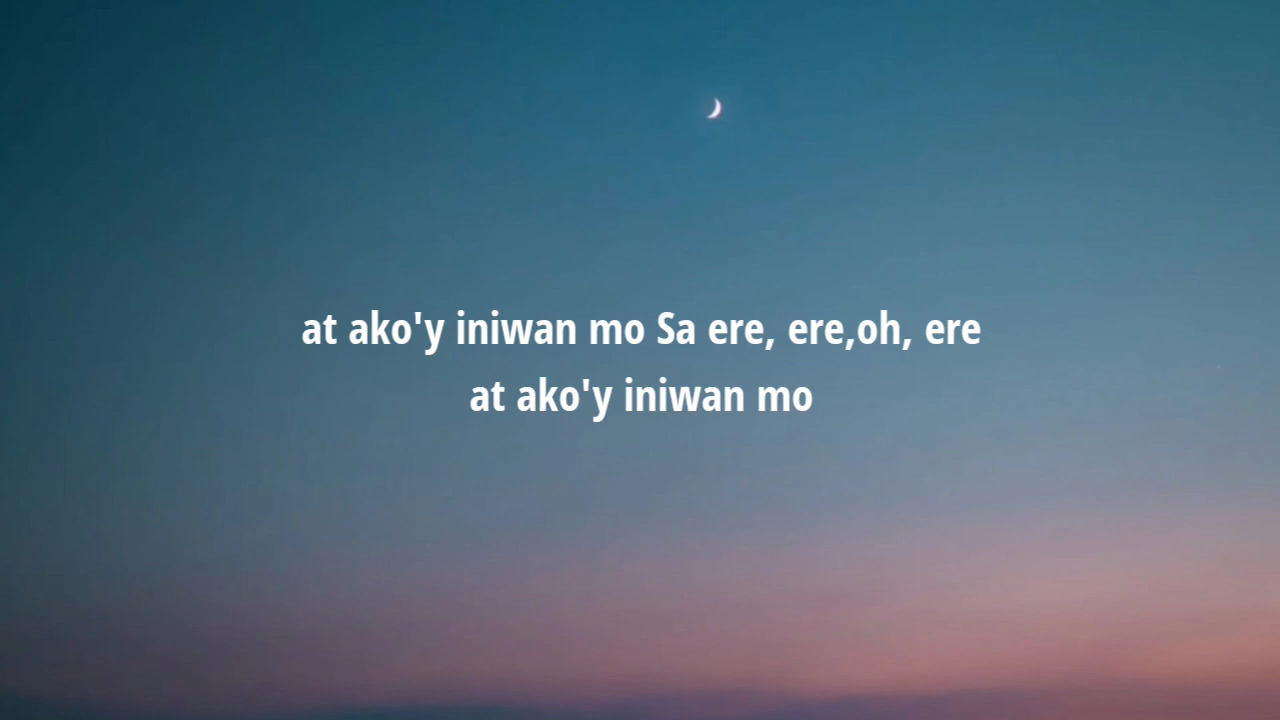 at ako'y iniwan mo Sa ere, ere,oh, ere
at ako'y iniwan mo